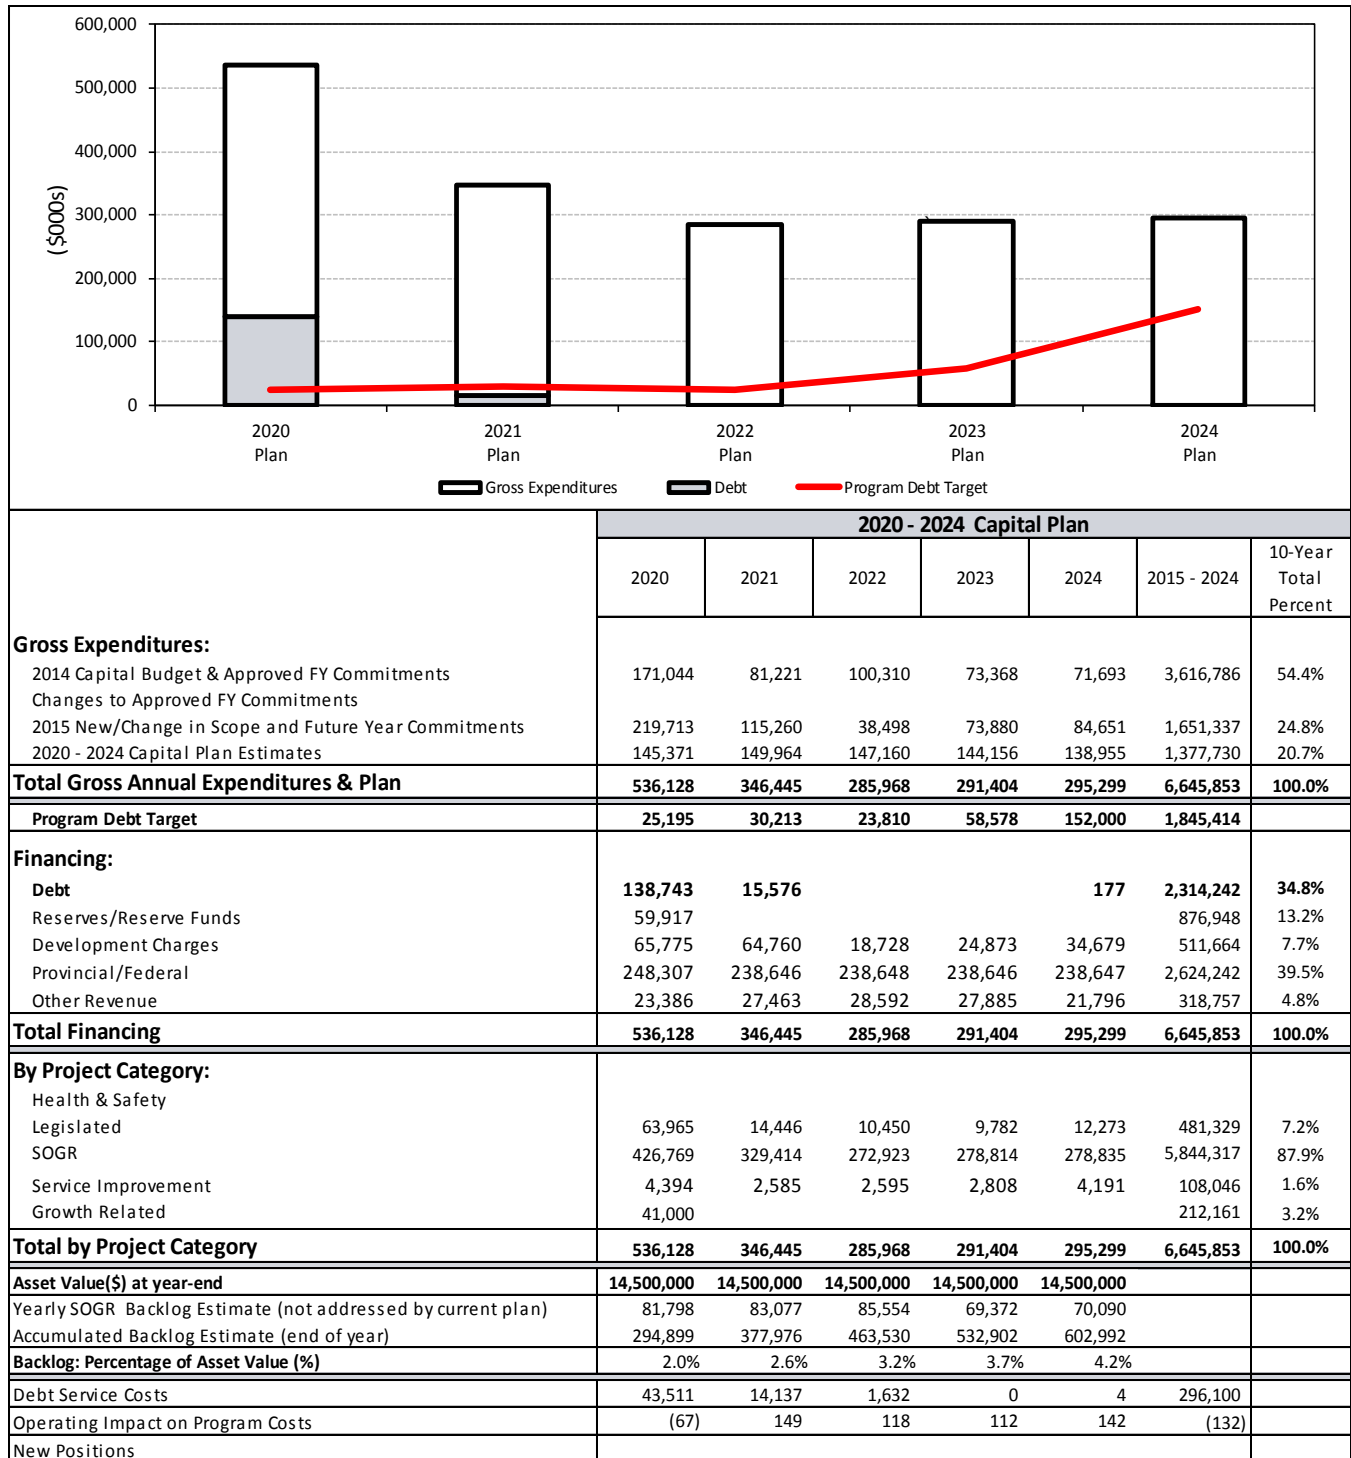 600,000
500,000
400,000
300,000
200,000
100,000
0
($000s)
2020 2021 2022 2023 2024
Plan Plan Plan Plan Plan
Gross Expenditures Debt Program Debt Target
2020 - 2024 Capital Plan
2020 2021 2022 2023 2024 2015 - 2024 10-Year Total Percent
Gross Expenditures:
2014 Capital Budget & Approved FY Commitments 171,044 81,221 100,310 73,368 71,693 3,616,786 54.4%
Changes to Approved FY Commitments
2015 New/Change in Scope and Future Year Commitments 219,713 115,260 38,498 73,880 84,651 1,651,337 24.8%
2020 - 2024 Capital Plan Estimates 145,371 149,964 147,160 144,156 138,955 1,377,730 20.7%
Total Gross Annual Expenditures & Plan 536,128 346,445 285,968 291,404 295,299 6,645,853 100.0%
Program Debt Target 25,195 30,213 23,810 58,578 152,000 1,845,414
Financing:
Debt 138,743 15,576 177 2,314,242 34.8%
Reserves/Reserve Funds 59,917 876,948 13.2%
Development Charges 65,775 64,760 18,728 24,873 34,679 511,664 7.7%
Provincial/Federal 248,307 238,646 238,648 238,646 238,647 2,624,242 39.5%
Other Revenue 23,386 27,463 28,592 27,885 21,796 318,757 4.8%
Total Financing 536,128 346,445 285,968 291,404 295,299 6,645,853 100.0%
By Project Category:
Health & Safety
Legislated 63,965 14,446 10,450 9,782 12,273 481,329 7.2%
SOGR 426,769 329,414 272,923 278,814 278,835 5,844,317 87.9%
Service Improvement 4,394 2,585 2,595 2,808 4,191 108,046 1.6%
Growth Related 41,000 212,161 3.2%
Total by Project Category 536,128 346,445 285,968 291,404 295,299 6,645,853 100.0%
Asset Value($) at year-end 14,500,000 14,500,000 14,500,000 14,500,000 14,500,000
Yearly SOGR Backlog Estimate (not addressed by current plan) 81,798 83,077 85,554 69,372 70,090
Accumulated Backlog Estimate (end of year) 294,899 377,976 463,530 532,902 602,992
Backlog: Percentage of Asset Value (%) 2.0% 2.6% 3.2% 3.7% 4.2%
Debt Service Costs 43,511 14,137 1,632 0 4 296,100
Operating Impact on Program Costs (67) 149 118 112 142 (132)
New Positions